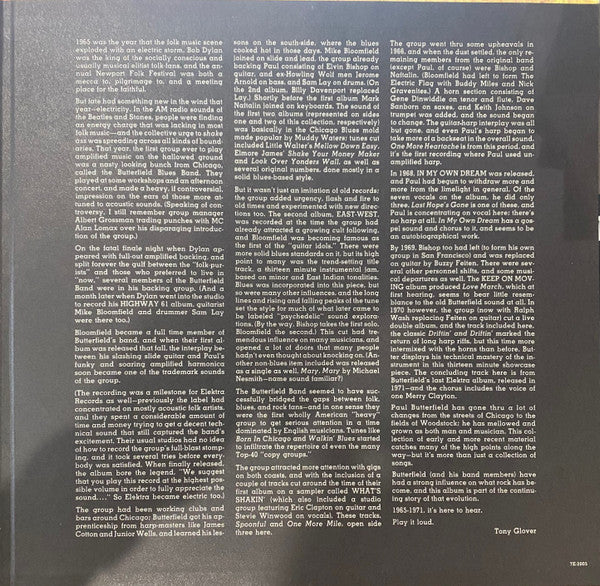 1965 was the year that the folk music scene
exploded with an electric storm. Bob Dylan
was the king of the socially conscious and
usually musical elitist folk-fans, and the an-
nual Newport Folk Festival was both a
mecca to, pilgrimage to, and a meeting
place for the faithful.
But late had something new in the wind that
year—electricity. In the AM radio sounds of
the Beatles and Stones, people were finding
an energy charge that was lacking in most
folk music—and the collective urge to shake
ass was spreading across all kinds of bound-
aries. That year, the first group ever to play
amplified music on the hallowed ground
was a nasty looking bunch from Chicago,
called the Butterfield Blues Band. They
played at some workshops and an afternoon
concert, and made a heavy, if controversial,
impression on the ears of those more at-
tuned to acoustic sounds. (Speaking of con-
troversy, I still remember group manager
Albert Grossman trading punches with MC
Alan Lomax over his disparaging introduc-
tion of the group.)
On the fatal finale night when Dylan ap-
peared with full-out amplified backing, and
split forever the gulf between the "folk pur-
ists" and those who preferred to live in
"now," several members of the Butterfield
Band were in his backing group. (And a
month later when Dylan went into the studio
to record his HIGHWAY 61 album, guitarist
Mike Bloomfield and drummer Sam Lay
were there too.)
Bloomfield became a full time member of
Butterfield's band, and when their first al-
bum was released that fall, the interplay be-
tween his slashing slide guitar and Paul's
funky and soaring amplified harmonica
soon became one of the trademark sounds
of the group.
(The recording was a milestone for Elektra
Records as well—previously the label had
concentrated on mostly acoustic folk artists,
and they spent a considerable amount of
time and money trying to get a decent tech-
nical sound that still captured the band's
excitement. Their usual studios had no idea
of how to record the group's full-blast stomp-
ing, and it took several tries before every-
body was satisfied. When finally released,
the album bore the legend, "We suggest
that you play this record at the highest pos-
sible volume in order to fully appreciate the
sound. . . ." So Elektra became electric too.)
The group had been working clubs and
bars around Chicago; Butterfield got his ap-
prenticeship from harp-masters like James
Cotton and Junior Wells, and learned his les-
sons on the south-side, where the blues
cooked hot in those days. Mike Bloomfield
joined on slide and lead, the group already
backing Paul consisting of Elvin Bishop on
guitar, and ex-Howling Wolf men Jerome
Arnold on bass, and Sam Lay on drums. (On
the 2nd album, Billy Davenport replaced
Lay.) Shortly before the first album Mark
Naftalin joined on keyboards. The sound of
the first two albums (represented on sides
one and two of this collection, respectively)
was basically in the Chicago Blues mold
made popular by Muddy Waters; tunes cut
included Little Walter's Mellow Down Easy,
Elmore James' Shake Your Money Maker
and Look Over Yonders Wall, as well as
several original numbers, done mostly in a
solid blues-based style.
But it wasn't just an imitation of old records;
the group added urgency, flash and fire to
old times and experimented with new direc-
tions too. The second album, EAST-WEST,
was recorded at the time the group had
already attracted a growing cult following,
and Bloomfield was becoming famous as
the first of the "guitar idols." There were
more solid blues standards on it, but its high
point to many was the trend-setting title
track, a thirteen minute instrumental jam,
based on minor and East Indian tonalities.
Blues was incorporated into this piece, but
so were many other influences, and the long
lines and rising and falling peaks of the tune
set the style for much of what later came to
be labeled "psychedelic" sound explora-
tions. (By the way, Bishop takes the first solo,
Bloomfield the second.) This cut had tre-
mendous influence on many musicians, and
opened a lot of doors that many people
hadn't even thought about knocking on. (An-
other non-blues item included was released
as a single as well, Mary, Mary by Michael
Nesmith—name sound familiar?)
The Butterfield Band seemed to have suc-
cessfully bridged the gaps between folk,
blues, and rock fans—and in one sense they
were the first wholly American "heavy"
group to get serious attention in a time
dominated by English musicians. Tunes like
Born In Chicago and Walkin' Blues started
to infiltrate the repertoire of even the many
Top-40 "copy groups."
The group attracted more attention with gigs
on both coasts, and with the inclusion of a
couple of tracks cut around the time of their
first album on a sampler called WHAT'S
SHAKIN' (which also included a studio
group featuring Eric Clapton on guitar and
Stevie Winwood on vocals). These tracks,
Spoonful and One More Mile, open side
three here.
The group went thru some upheavals in
1966, and when the dust settled, the only re-
maining members from the original band
(except Paul, of course) were Bishop and
Naftalin. (Bloomfield had left to form The
Electric Flag with Buddy Miles and Nick
Gravenites.) A horn section consisting of
Gene Dinwiddie on tenor and flute, Dave
Sanborn on saxes, and Keith Johnson on
trumpet was added, and the sound began
to change. The guitar-harp interplay was all
but gone, and even Paul's harp began to
take more of a backseat in the overall sound.
One More Heartache is from this period, and
it's the first recording where Paul used un-
amplified harp.
In 1968, IN MY OWN DREAM was released,
and Paul had begun to withdraw more and
more from the limelight in general. Of the
seven vocals on the album, he did only
three. Last Hope's Gone is one of these, and
Paul is concentrating on vocal here; there's
no harp at all. In My Own Dream has a gos-
pel sound and chorus to it, and seems to be
an autobiographical work.
By 1969, Bishop too had left (to form his own
group in San Francisco) and was replaced
on guitar by Buzzy Feiten. There were sev-
eral other personnel shifts, and some musi-
cal departures as well. The KEEP ON MOV-
ING album produced Love March, which at
first hearing, seems to bear little resem-
blance to the old Butterfield sound at all. In
1970 however, the group (now with Ralph
Wash replacing Feiten on guitar) cut a live
double album, and the track included here,
the classic Driftin' and Driftin' marked the
return of long harp riffs, but this time more
intermixed with the horns than before. But-
ter displays his technical mastery of the in-
strument in this thirteen minute showcase
piece. The concluding track here is from
Butterfield's last Elektra album, released in
1971—and the chorus includes the voice of
one Merry Clayton.
Paul Butterfield has gone thru a lot of
changes from the streets of Chicago to the
fields of Woodstock; he has mellowed and
grown as both man and musician. This col-
lection of early and more recent material
catches many of the high points along the
way—but it's more than just a collection of
songs.
Butterfield (and his band members) have
had a strong influence on what rock has be-
come, and this album is part of the continu-
ing story of that evolution.
1965-1971, it's here to hear.
Play it loud.
Tony Glover
7E-2005